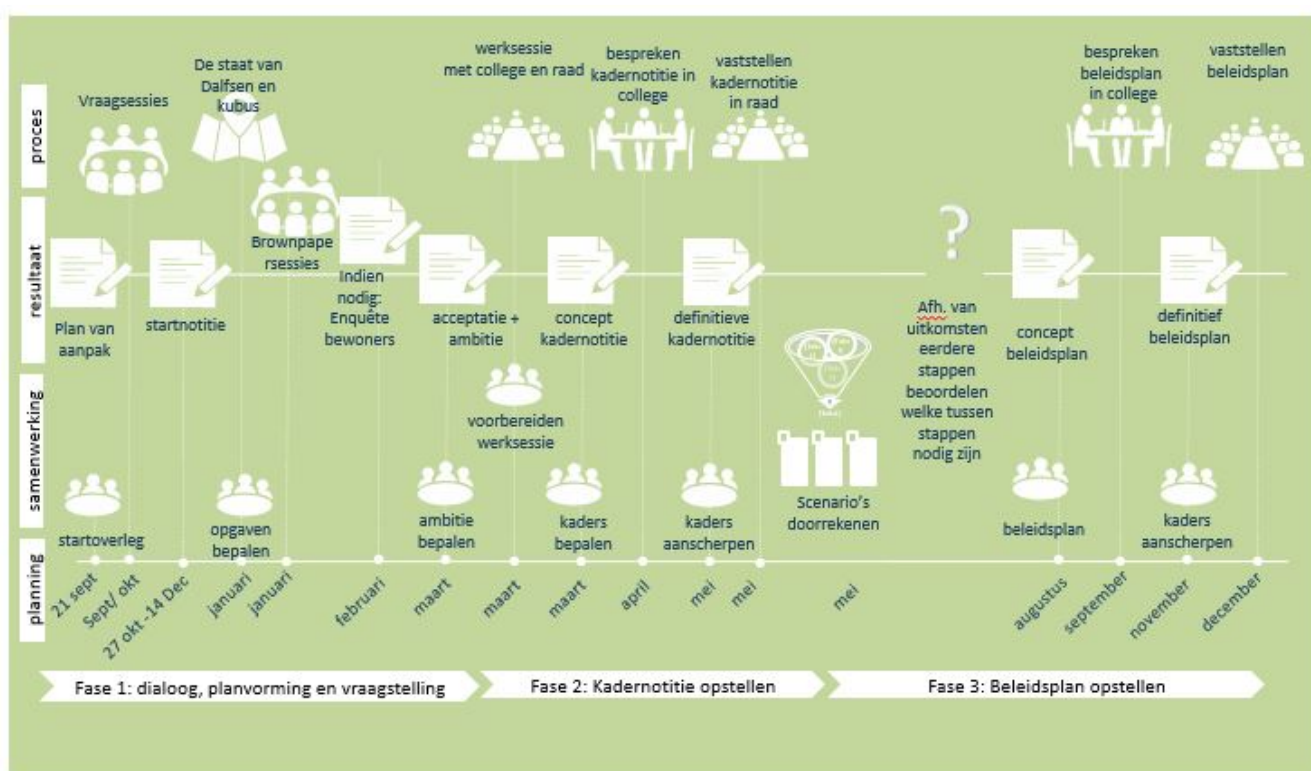 proces
Vraagsessies
De staat van
Dalfsen en
kubus
werksessie
met college en raad
bespreken
kadernotitie in
college
vaststellen
kadernotitie
in raad
bespreken
beleidsplan
in college
vaststellen
beleidsplan
resultaat
Plan van
aanpak
startnotitie
Brownpape
rsessies
Indien
nodig:
Enquête
bewoners
acceptatie +
ambitie
concept
kadernotitie
definitieve
kadernotitie
?
Afh. van
uitkomsten
eerdere
stappen
beoordelen
welke tussen
stappen
nodig zijn
concept
beleidsplan
definitief
beleidsplan
samenwerking
startoverleg
opgaven
bepalen
ambitie
bepalen
voorbereiden
werksessie
kaders
bepalen
kaders
aanscherpen
Scenario's
doorrekenen
beleidsplan
kaders
aanscherpen
planning
21 sept
Sept/ okt
27 okt -14 Dec
januari
januari
februari
maart
maart
maart
april
mei
mei
mei
augustus
september
november
december
Fase 1: dialoog, planvorming en vraagstelling
Fase 2: Kadernotitie opstellen
Fase 3: Beleidsplan opstellen